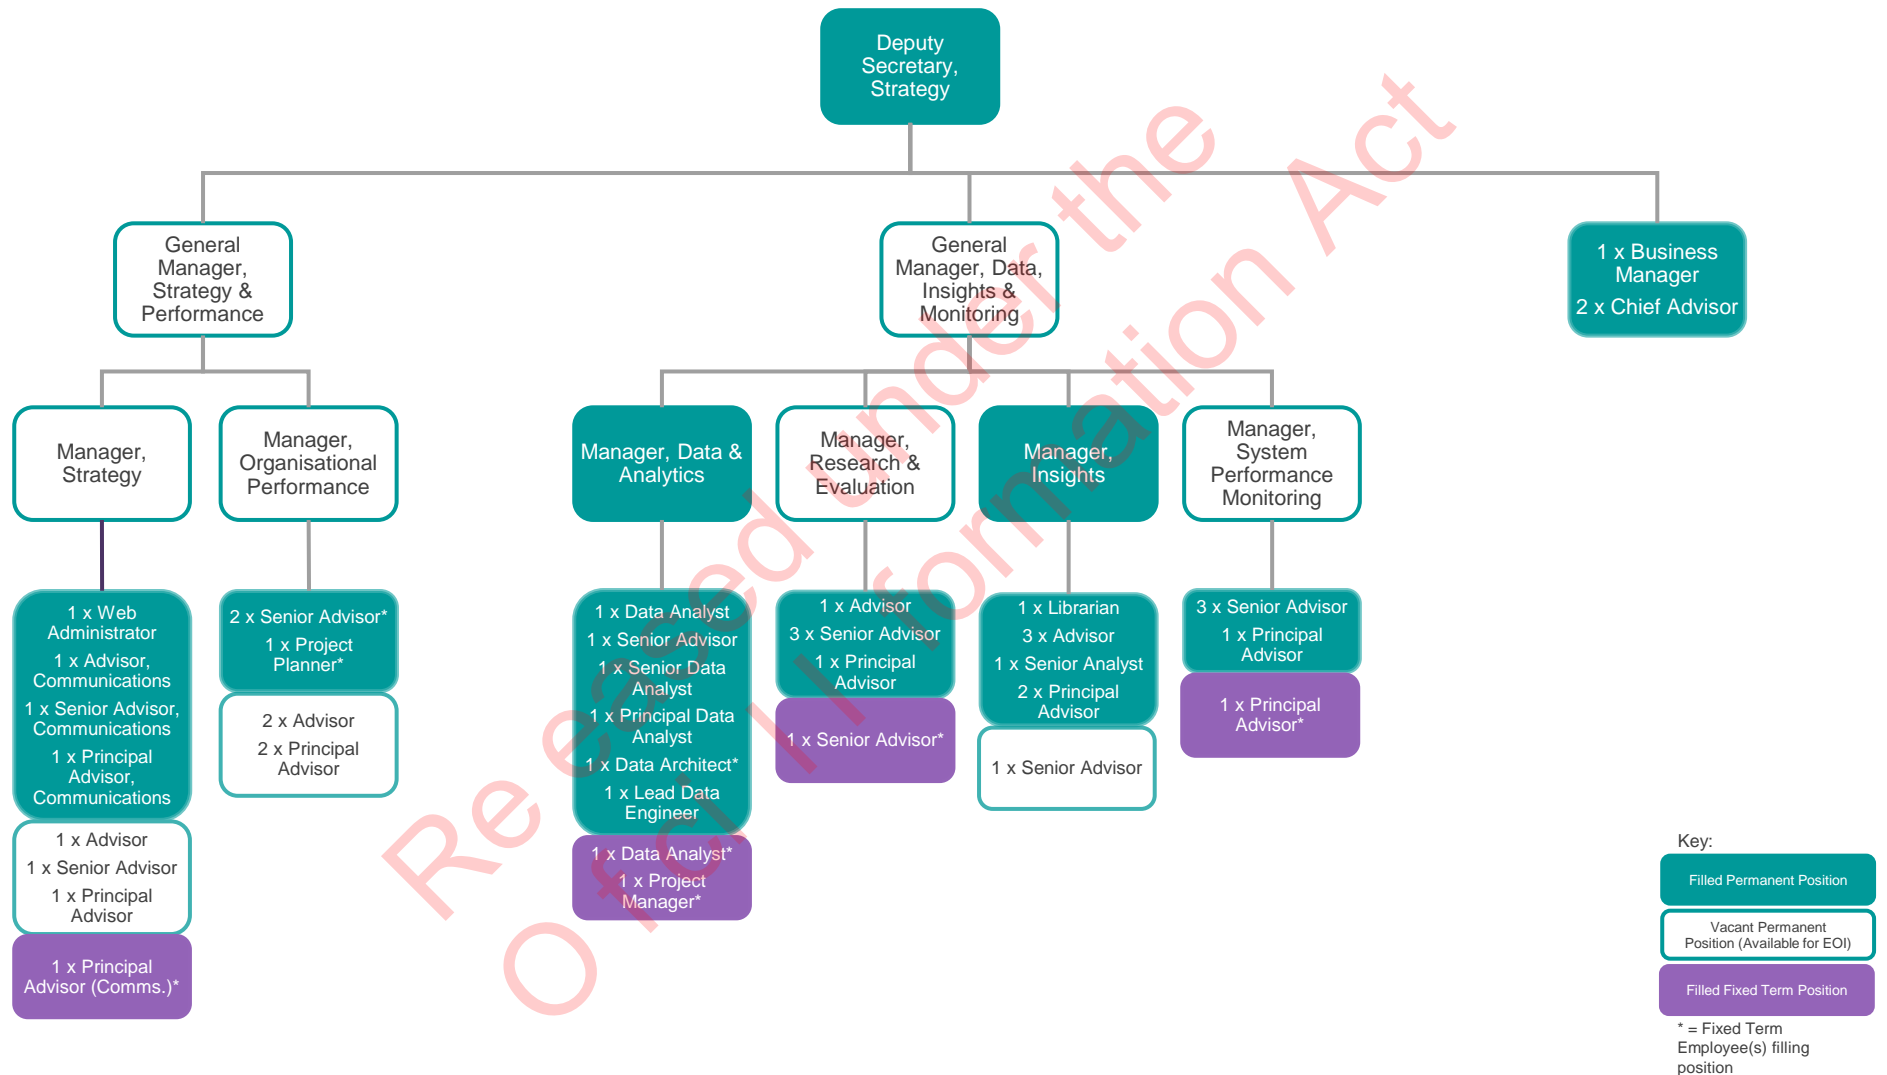 Deputy
Secretary,
Strategy
General
Manager,
Strategy &
Performance
General
Manager, Data,
Insights &
Monitoring
1 x Business
Manager
2 x Chief Advisor
Manager,
Strategy
Manager,
Organisational
Performance
Manager, Data &
Analytics
Manager,
Research &
Evaluation
Manager,
Insights
Manager,
System
Performance
Monitoring
1 x Web
Administrator
1 x Advisor,
Communications
1 x Senior Advisor,
Communications
1 x Principal
Advisor,
Communications
1 x Advisor
1 x Senior Advisor
1 x Principal
Advisor
1 x Principal
Advisor (Comms.)*
2 x Senior Advisor*
1 x Project
Planner*
2 x Advisor
2 x Principal
Advisor
1 x Data Analyst
1 x Senior Advisor
1 x Senior Data
Analyst
1 x Principal Data
Analyst
1 x Data Architect*
1 x Lead Data
Engineer
1 x Data Analyst*
1 x Project
Manager*
1 x Advisor
3 x Senior Advisor
1 x Principal
Advisor
1 x Senior Advisor*
1 x Librarian
3 x Advisor
1 x Senior Analyst
2 x Principal
Advisor
1 x Senior Advisor
3 x Senior Advisor
1 x Principal
Advisor
1 x Principal
Advisor*
Key:
Filled Permanent Position
Vacant Permanent
Position (Available for EOI)
Filled Fixed Term Position
* = Fixed Term
Employee(s) filling
position
Re eased under the
O f ci l I formation Act